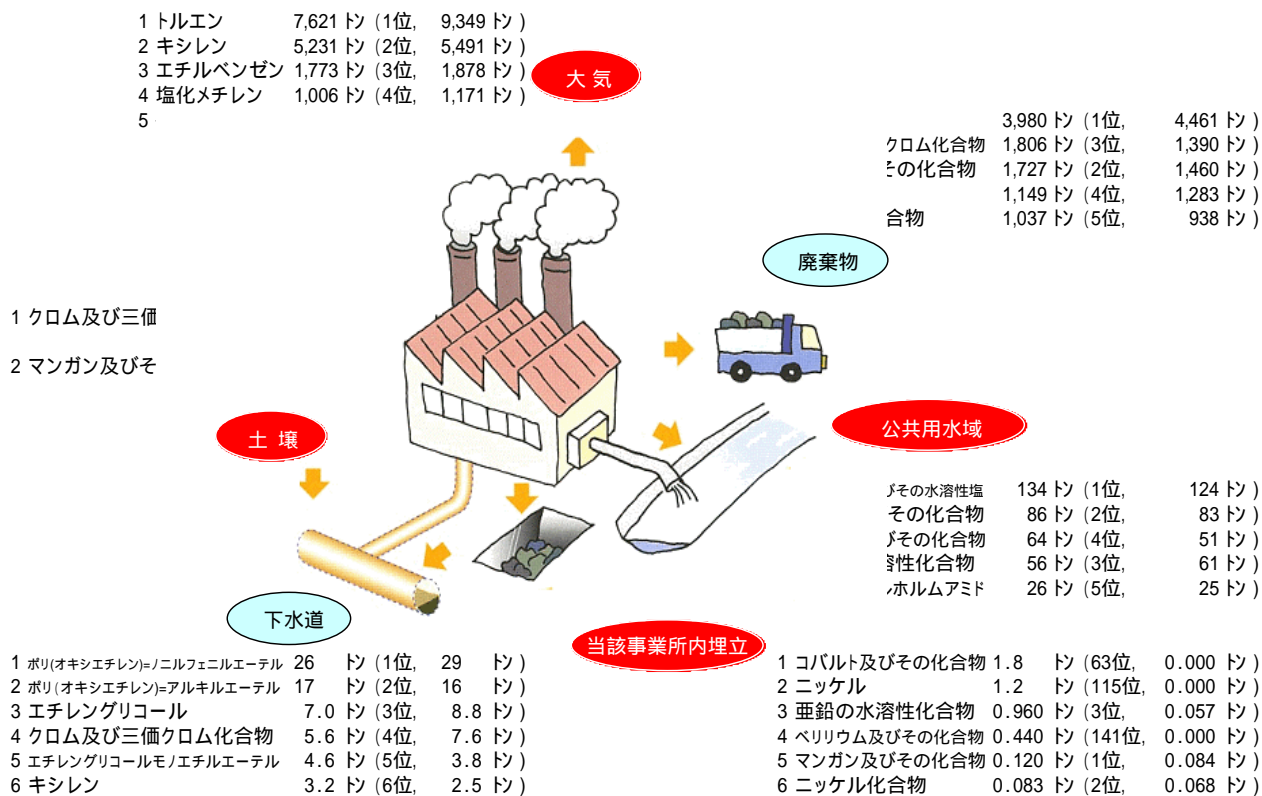 1 トルエン 7,621 トン (1位, 9,349 トン )
2 キシレン 5,231 トン (2位, 5,491 トン )
3 エチルベンゼン 1,773 トン (3位, 1,878 トン )
4 塩化メチレン 1,006 トン (4位, 1,171 トン )
5
大 気
3,980 トン (1位, 4,461 トン )
クロム化合物 1,806 トン (3位, 1,390 トン )
その化合物 1,727 トン (2位, 1,460 トン )
1,149 トン (4位, 1,283 トン )
合物 1,037 トン (5位, 938 トン )
廃棄物
1 クロム及び三価
2 マンガン及びそ
土 壌
公共用水域
びその水溶性塩 134 トン (1位, 124 トン )
その化合物 86 トン (2位, 83 トン )
びその化合物 64 トン (4位, 51 トン )
溶性化合物 56 トン (3位, 61 トン )
ルホルムアミド 26 トン (5位, 25 トン )
下水道
1 ポリ(オキシエチレン)=ノニルフェニルエーテル 26 トン (1位, 29 トン )
2 ポリ(オキシエチレン)=アルキルエーテル 17 トン (2位, 16 トン )
3 エチレングリコール 7.0 トン (3位, 8.8 トン )
4 クロム及び三価クロム化合物 5.6 トン (4位, 7.6 トン )
5 エチレングリコールモノエチルエーテル 4.6 トン (5位, 3.8 トン )
6 キシレン 3.2 トン (6位, 2.5 トン )
当該事業所内埋立
1 コバルト及びその化合物 1.8 トン (63位, 0.000 トン )
2 ニッケル 1.2 トン (115位, 0.000 トン )
3 亜鉛の水溶性化合物 0.960 トン (3位, 0.057 トン )
4 ベリリウム及びその化合物 0.440 トン (141位, 0.000 トン )
5 マンガン及びその化合物 0.120 トン (1位, 0.084 トン )
6 ニッケル化合物 0.083 トン (2位, 0.068 トン )